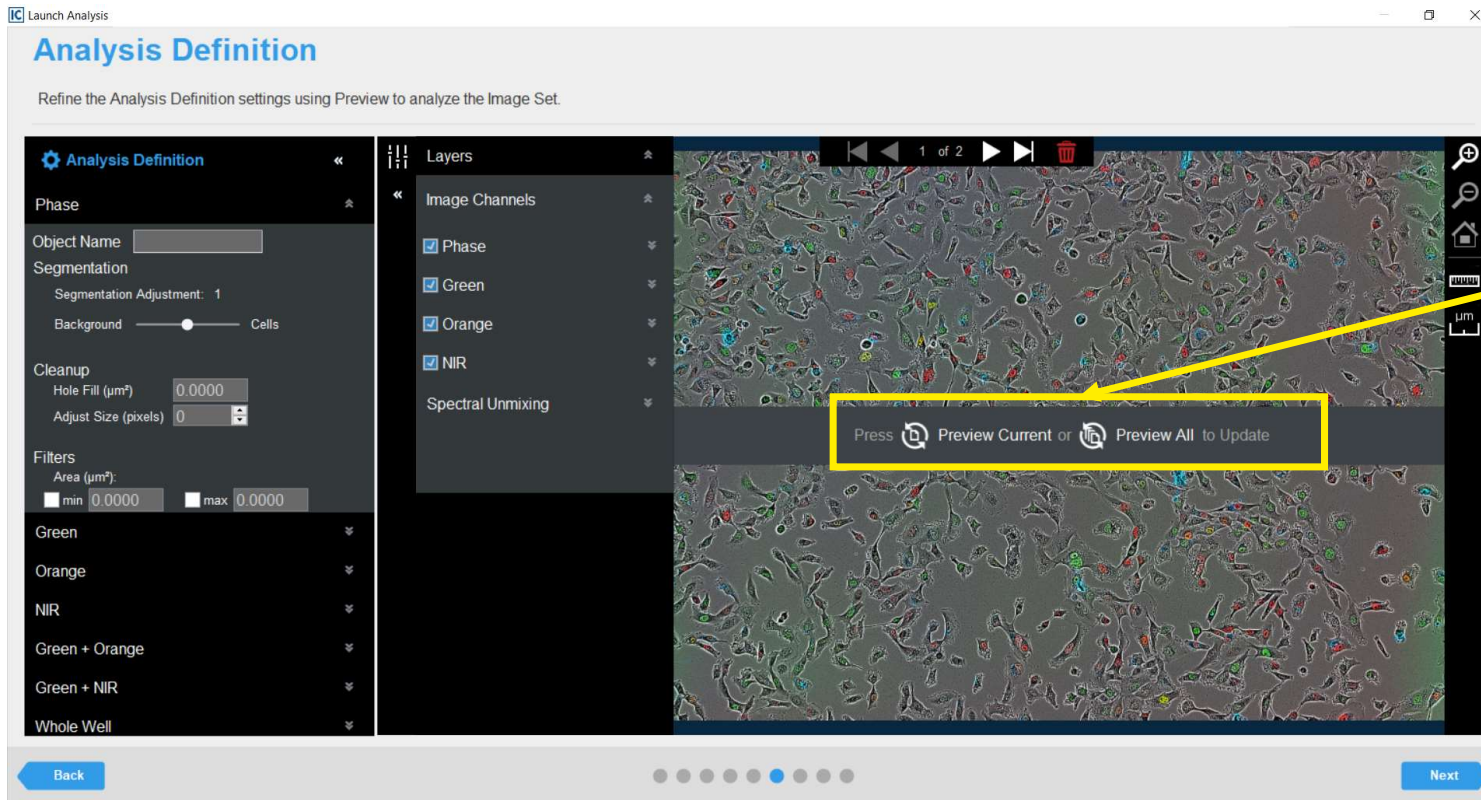 IC Launch Analysis
Analysis Definition
Refine the Analysis Definition settings using Preview to analyze the Image Set.
Analysis Definition
Phase
Object Name
Segmentation
Segmentation Adjustment: 1
Background Cells
Cleanup
Hole Fill (µm²) 0.0000
Adjust Size (pixels) 0
Filters
Area (µm²):
min 0.0000 max 0.0000
Green
Orange
NIR
Green + Orange
Green + NIR
Whole Well
Layers
Image Channels
Phase
Green
Orange
NIR
Spectral Unmixing
1 of 2
Press Preview Current or Preview All to Update
µm
Back
Next